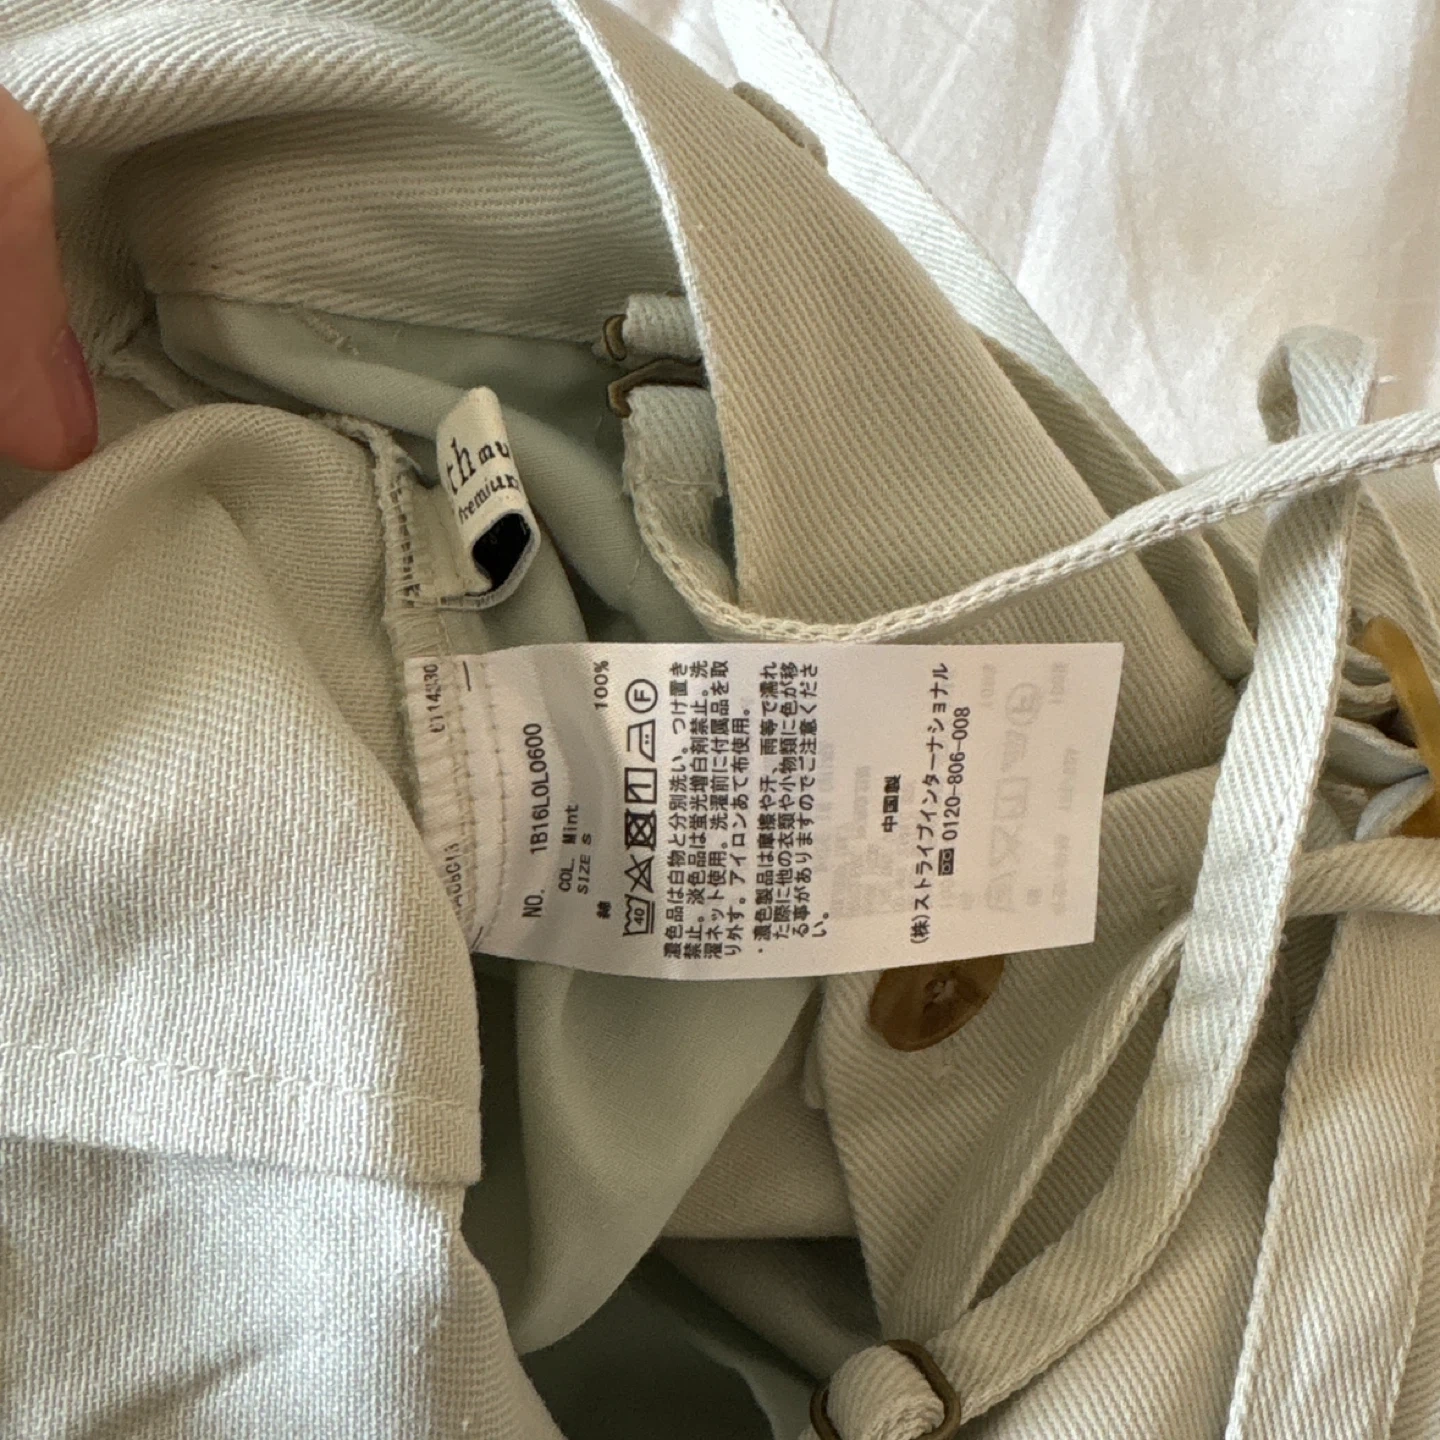 thmu
Premium
6114330
NO. 1B16L0L0600
COL. Mint
SIZE S
綿 100%
40
F
濃色品は白物と分別洗い。つけ置き
禁止。淡色品は蛍光増白剤禁止。洗
濯ネット使用。洗濯前に付属品を取
り外す。アイロンあて布使用。
・濃色製品は摩擦や汗、雨等で濡れ
た際に他の衣類や小物類に色が移
る事がありますのでご注意くださ
い。
中国製
(株)ストライプインターナショナル
0120-806-008